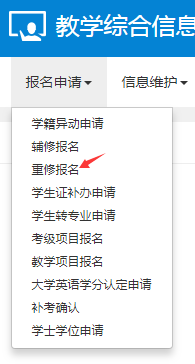 教学综合信息
报名申请 信息维护
学籍异动申请
辅修报名
重修报名
学生证补办申请
学生转专业申请
考级项目报名
教学项目报名
大学英语学分认定申请
补考确认
学士学位申请